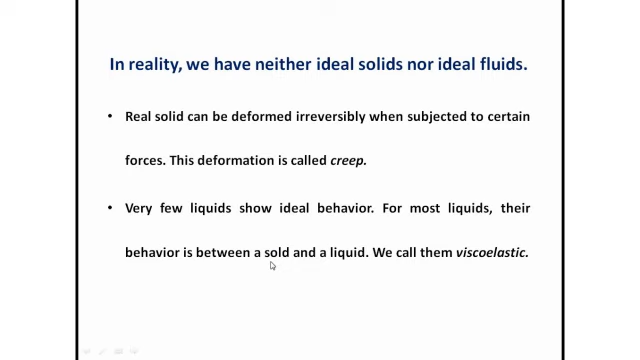 In reality, we have neither ideal solids nor ideal fluids.
• Real solid can be deformed irreversibly when subjected to certain
forces. This deformation is called creep.
• Very few liquids show ideal behavior. For most liquids, their
behavior is between a sold and a liquid. We call them viscoelastic.